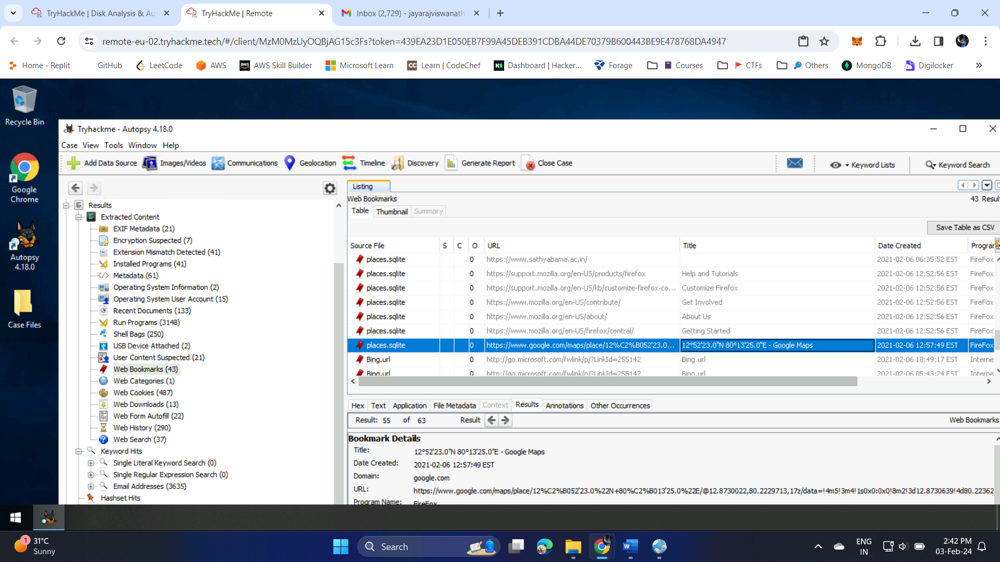 TryHackMe | Disk Analysis & Au
TryHackMe | Remote
Inbox (2,729) - jayarajviswanath
remote-eu-02.tryhackme.tech/#/client/MzM0MzUyOQBjAG15c3Fs?token=439EA23D1E050EB7F99A45DEB391CDBA44DE70379B600443BE9E478768DA4947
Home - Replit
GitHub
LeetCode
AWS
aws AWS Skill Builder
Microsoft Learn
CC Learn | CodeChef
Dashboard | Hacker...
Forage
Courses
CTFs
Others
MongoDB
Digilocker
Recycle Bin
Google Chrome
Autopsy 4.18.0
Case Files
Tryhackme - Autopsy 4.18.0
Case View Tools Window Help
Add Data Source Images/Videos Communications Geolocation Timeline Discovery Generate Report Close Case Keyword Lists Keyword Search
Results
Extracted Content
EXIF Metadata (21)
Encryption Suspected (7)
Extension Mismatch Detected (41)
Installed Programs (41)
Metadata (61)
Operating System Information (2)
Operating System User Account (15)
Recent Documents (133)
Run Programs (3148)
Shell Bags (250)
USB Device Attached (2)
User Content Suspected (21)
Web Bookmarks (43)
Web Categories (1)
Web Cookies (487)
Web Downloads (13)
Web Form Autofill (22)
Web History (290)
Web Search (37)
Keyword Hits
Single Literal Keyword Search (0)
Single Regular Expression Search (0)
Email Addresses (3635)
Hashset Hits
Listing
Web Bookmarks 43 Resul
Table Thumbnail Summary
Save Table as CSV
Source File S C O URL Title Date Created Program
places.sqlite 0 https://www.sathyabama.ac.in/ 2021-02-06 06:35:52 EST FireFox
places.sqlite 0 https://support.mozilla.org/en-US/products/firefox Help and Tutorials 2021-02-06 12:52:56 EST FireFox
places.sqlite 0 https://support.mozilla.org/en-US/kb/customize-firefox-co... Customize Firefox 2021-02-06 12:52:56 EST FireFox
places.sqlite 0 https://www.mozilla.org/en-US/contribute/ Get Involved 2021-02-06 12:52:56 EST FireFox
places.sqlite 0 https://www.mozilla.org/en-US/about/ About Us 2021-02-06 12:52:56 EST FireFox
places.sqlite 0 https://www.mozilla.org/en-US/firefox/central/ Getting Started 2021-02-06 12:52:56 EST FireFox
places.sqlite 0 https://www.google.com/maps/place/12%C2%B052'23.0... 12°52'23.0"N 80°13'25.0"E - Google Maps 2021-02-06 12:57:49 EST FireFox
Bing.url 0 http://go.microsoft.com/fwlink/p/?LinkId=255142 Bing.url 2021-02-06 18:49:17 EST Interne
Bing.url 0 http://go.microsoft.com/fwlink/p/?LinkId=255142 Bing.url 2021-02-06 05:43:24 EST Interne
Hex Text Application File Metadata Context Results Annotations Other Occurrences
Result: 55 of 63 Result Web Bookmarks
Bookmark Details
Title: 12°52'23.0"N 80°13'25.0"E - Google Maps
Date Created: 2021-02-06 12:57:49 EST
Domain: google.com
URL: https://www.google.com/maps/place/12%C2%B052'23.0%22N+80%C2%B013'25.0%22E/@12.8730022,80.2229713,17z/data=!4m5!3m4!1s0x0:0x0!8m2!3d12.8730639!4d80.22362
Program Name: FireFox
1
31°C
Sunny
Search
ENG
IN
2:42 PM
03-Feb-24